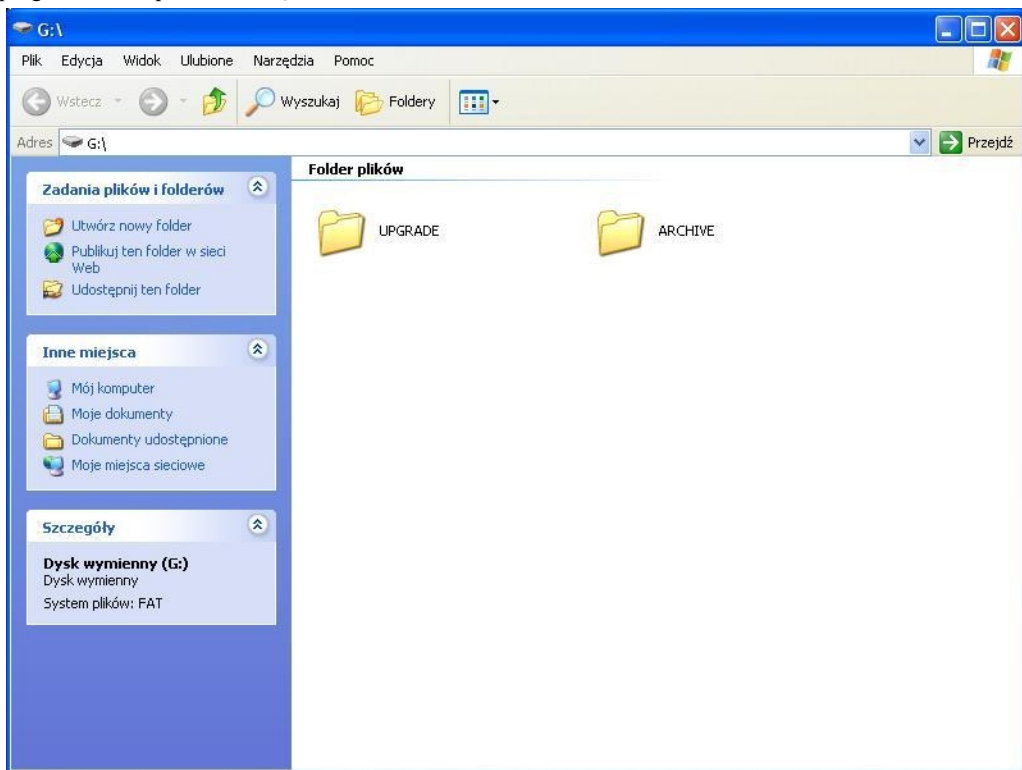 G:\
Plik Edycja Widok Ulubione Narzędzia Pomoc
Wstecz Wyszukaj Foldery
Adres G:\ Przejdź
Zadania plików i folderów
Utwórz nowy folder
Publikuj ten folder w sieci
Web
Udostępnij ten folder
Inne miejsca
Mój komputer
Moje dokumenty
Dokumenty udostępnione
Moje miejsca sieciowe
Szczegóły
Dysk wymienny (G:)
Dysk wymienny
System plików: FAT
Folder plików
UPGRADE ARCHIVE